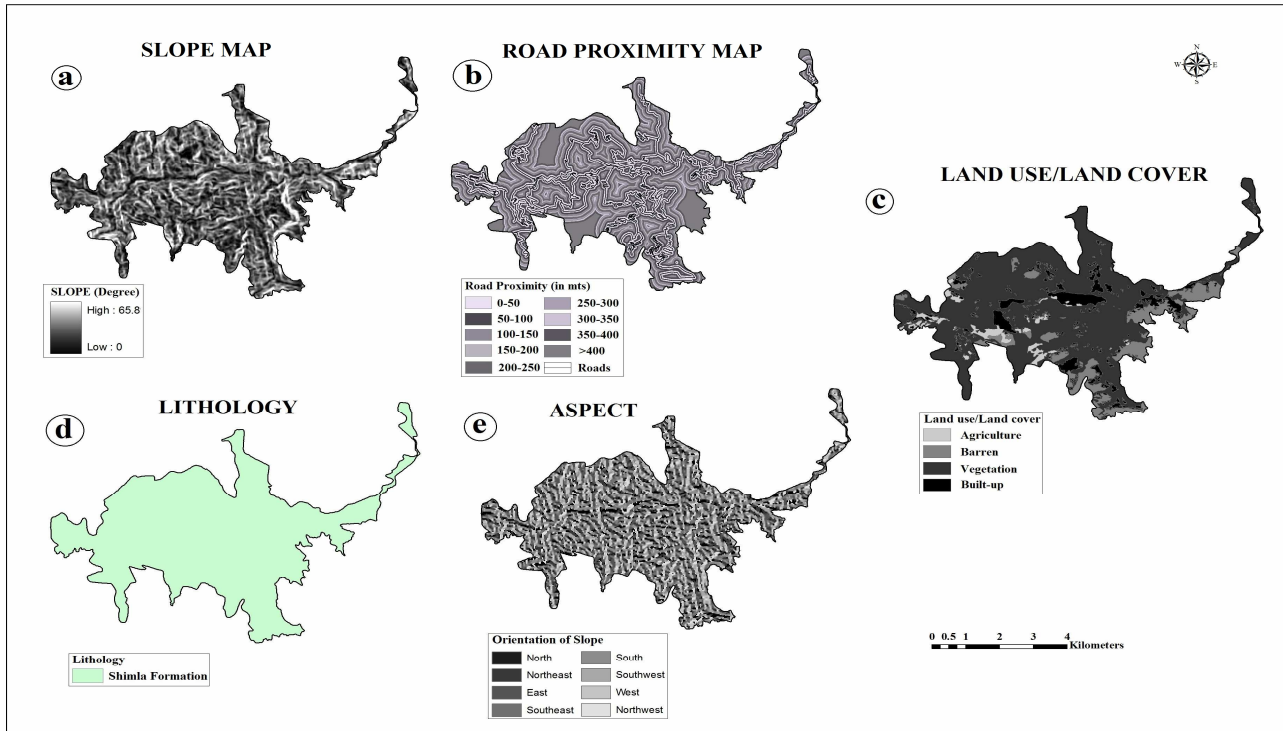 SLOPE MAP
a
SLOPE (Degree)
High : 65.8
Low : 0
ROAD PROXIMITY MAP
b
Road Proximity (in mts)
0-50
50-100
100-150
150-200
200-250
250-300
300-350
350-400
>400
Roads
N
W E
S
LAND USE/LAND COVER
c
Land use/Land cover
Agriculture
Barren
Vegetation
Built-up
LITHOLOGY
d
Lithology
Shimla Formation
ASPECT
e
Orientation of Slope
North
Northeast
East
Southeast
South
Southwest
West
Northwest
0 0.5 1 2 3 4
Kilometers